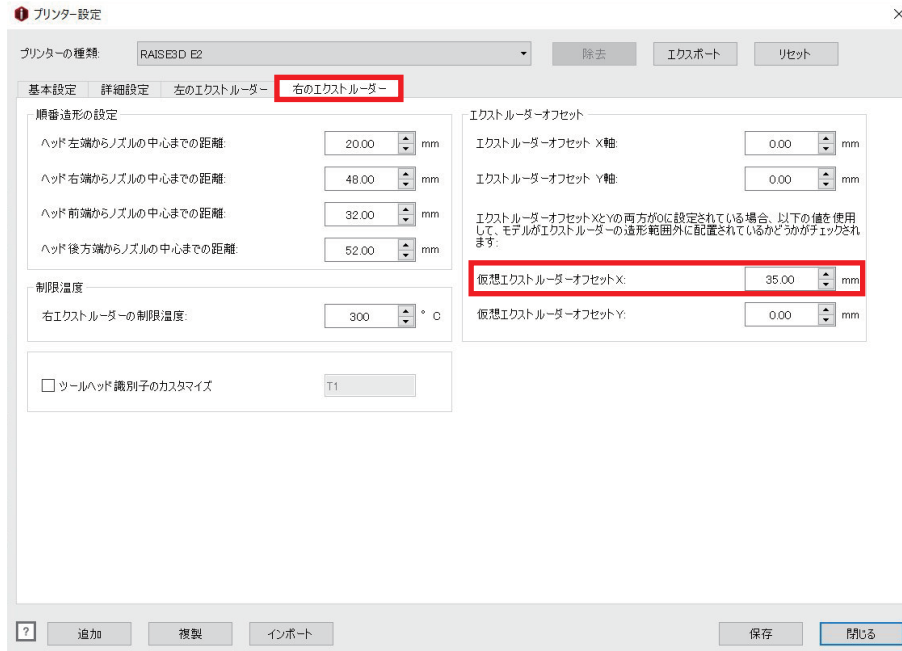 プリンター設定
プリンターの種類: RAISE3D E2 除去 エクスポート リセット
基本設定 詳細設定 左のエクストルーダー 右のエクストルーダー
順番造形の設定
ヘッド左端からノズルの中心までの距離: 20.00 mm
ヘッド右端からノズルの中心までの距離: 48.00 mm
ヘッド前端からノズルの中心までの距離: 32.00 mm
ヘッド後方端からノズルの中心までの距離: 52.00 mm
制限温度
右エクストルーダーの制限温度: 300 ° C
ツールヘッド識別子のカスタマイズ T1
エクストルーダーオフセット
エクストルーダーオフセット X軸: 0.00 mm
エクストルーダーオフセット Y軸: 0.00 mm
エクストルーダーオフセットXとYの両方が0に設定されている場合、以下の値を使用
して、モデルがエクストルーダーの造形範囲外に配置されているかどうかがチェックされ
ます:
仮想エクストルーダーオフセットX: 35.00 mm
仮想エクストルーダーオフセットY: 0.00 mm
? 追加 複製 インポート 保存 閉じる